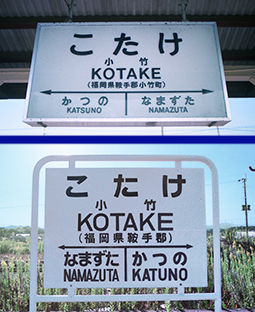 こたけ
小竹
KOTAKE
(福岡県鞍手郡小竹町)
かつの なまずた
KATSUNO NAMAZUTA
こたけ
小竹
KOTAKE
(福岡県鞍手郡)
なまずた かつの
NAMAZUTA KATUNO